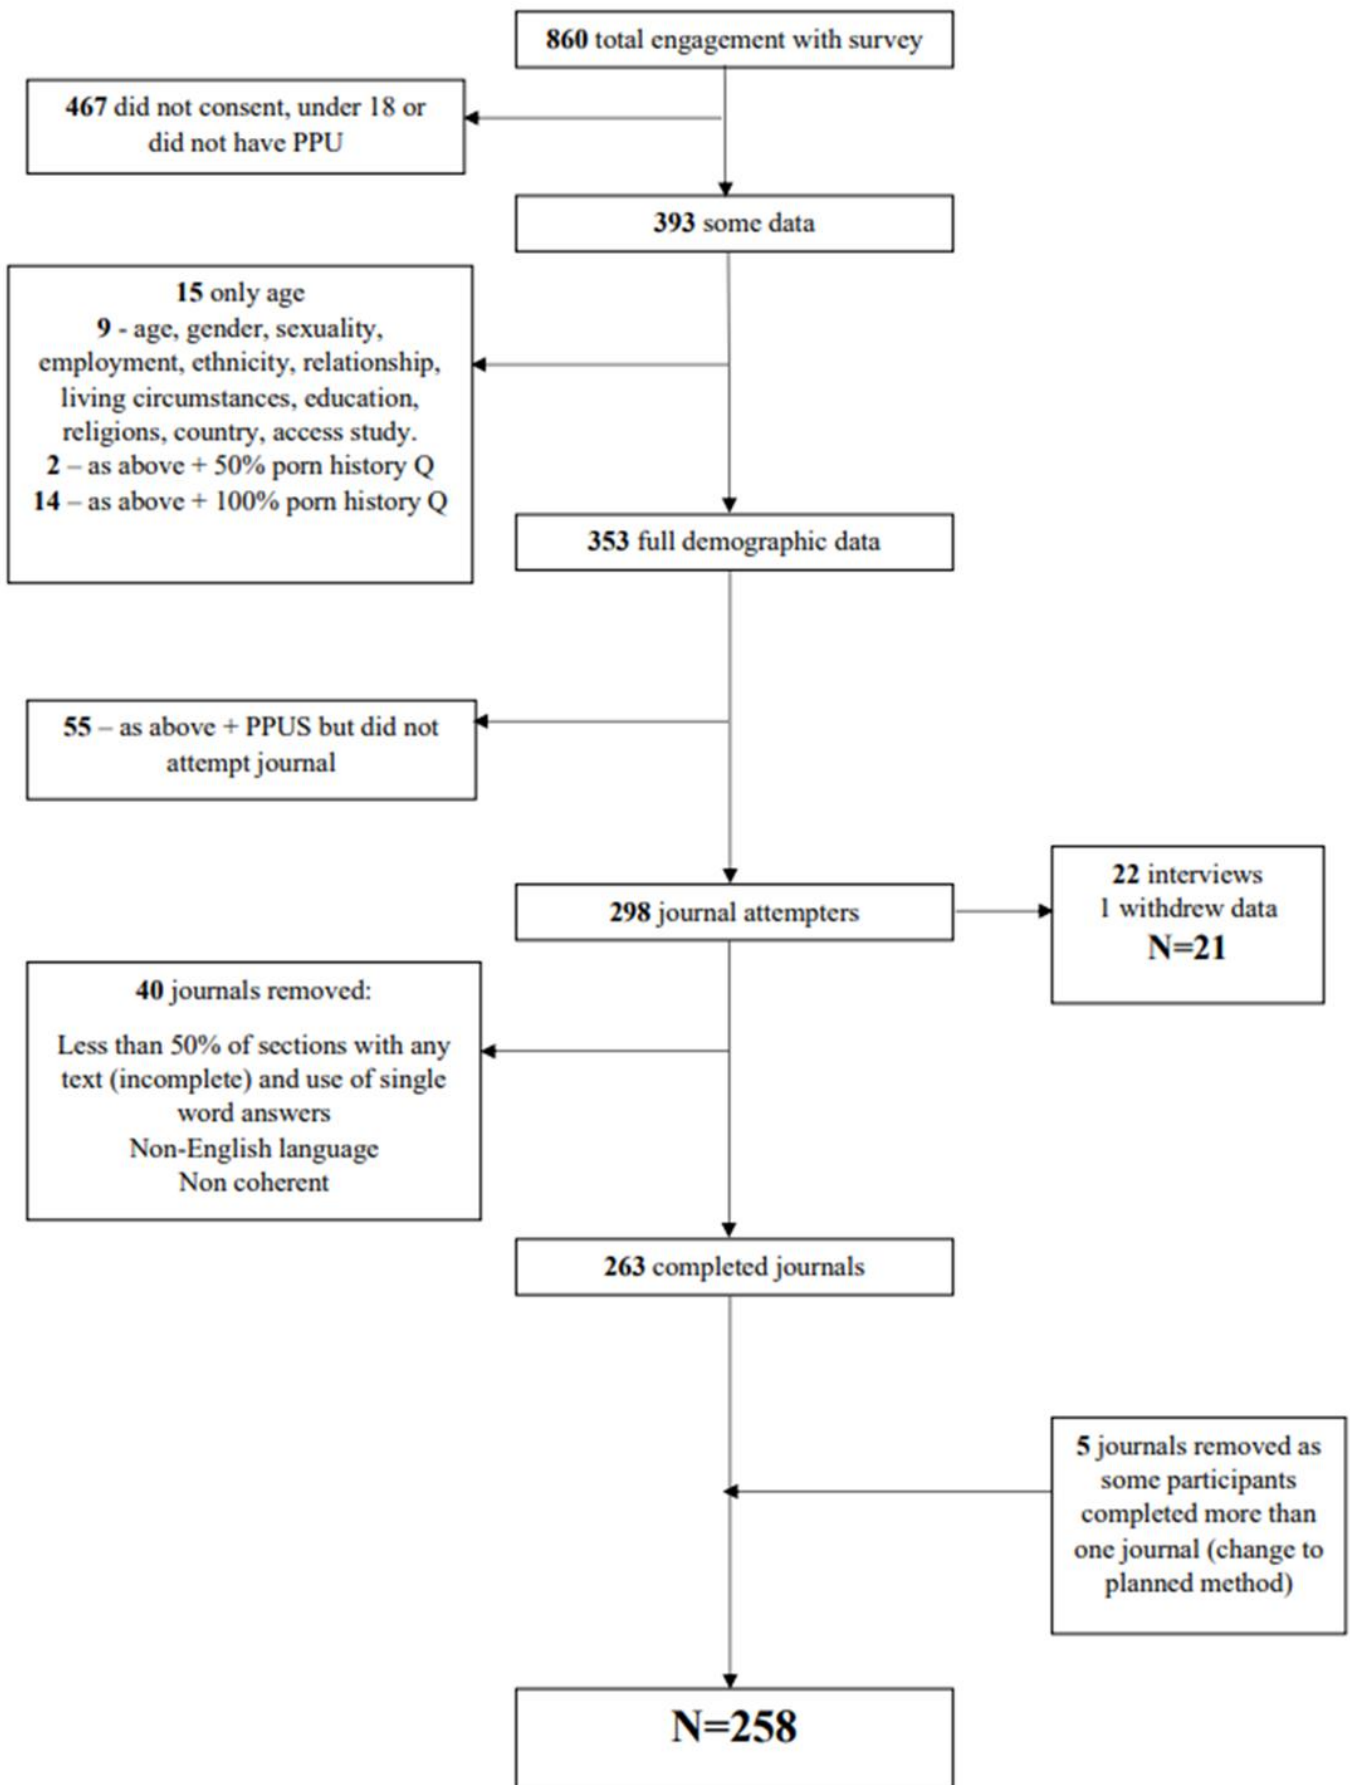 860 total engagement with survey
467 did not consent, under 18 or
did not have PPU
393 some data
15 only age
9 - age, gender, sexuality,
employment, ethnicity, relationship,
living circumstances, education,
religions, country, access study.
2 – as above + 50% porn history Q
14 – as above + 100% porn history Q
353 full demographic data
55 – as above + PPUS but did not
attempt journal
298 journal attempters
22 interviews
1 withdrew data
N=21
40 journals removed:
Less than 50% of sections with any
text (incomplete) and use of single
word answers
Non-English language
Non coherent
263 completed journals
5 journals removed as
some participants
completed more than
one journal (change to
planned method)
N=258